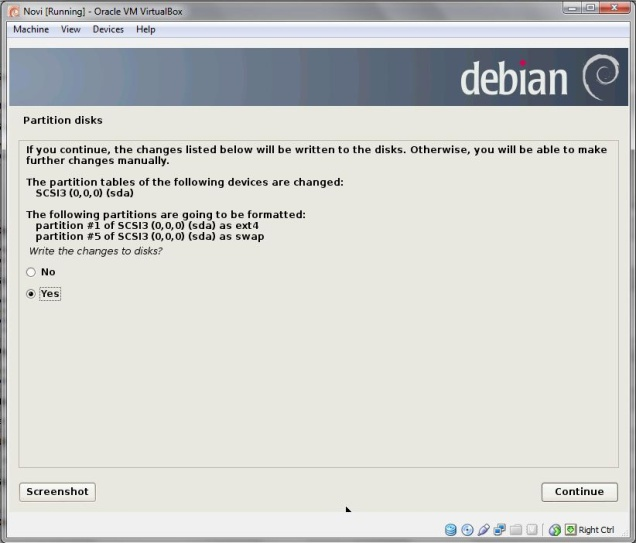 Novi [Running] - Oracle VM VirtualBox
Machine View Devices Help
debian
Partition disks
If you continue, the changes listed below will be written to the disks. Otherwise, you will be able to make
further changes manually.
The partition tables of the following devices are changed:
SCSI3 (0,0,0) (sda)
The following partitions are going to be formatted:
partition #1 of SCSI3 (0,0,0) (sda) as ext4
partition #5 of SCSI3 (0,0,0) (sda) as swap
Write the changes to disks?
No
Yes
Screenshot Continue
Right Ctrl